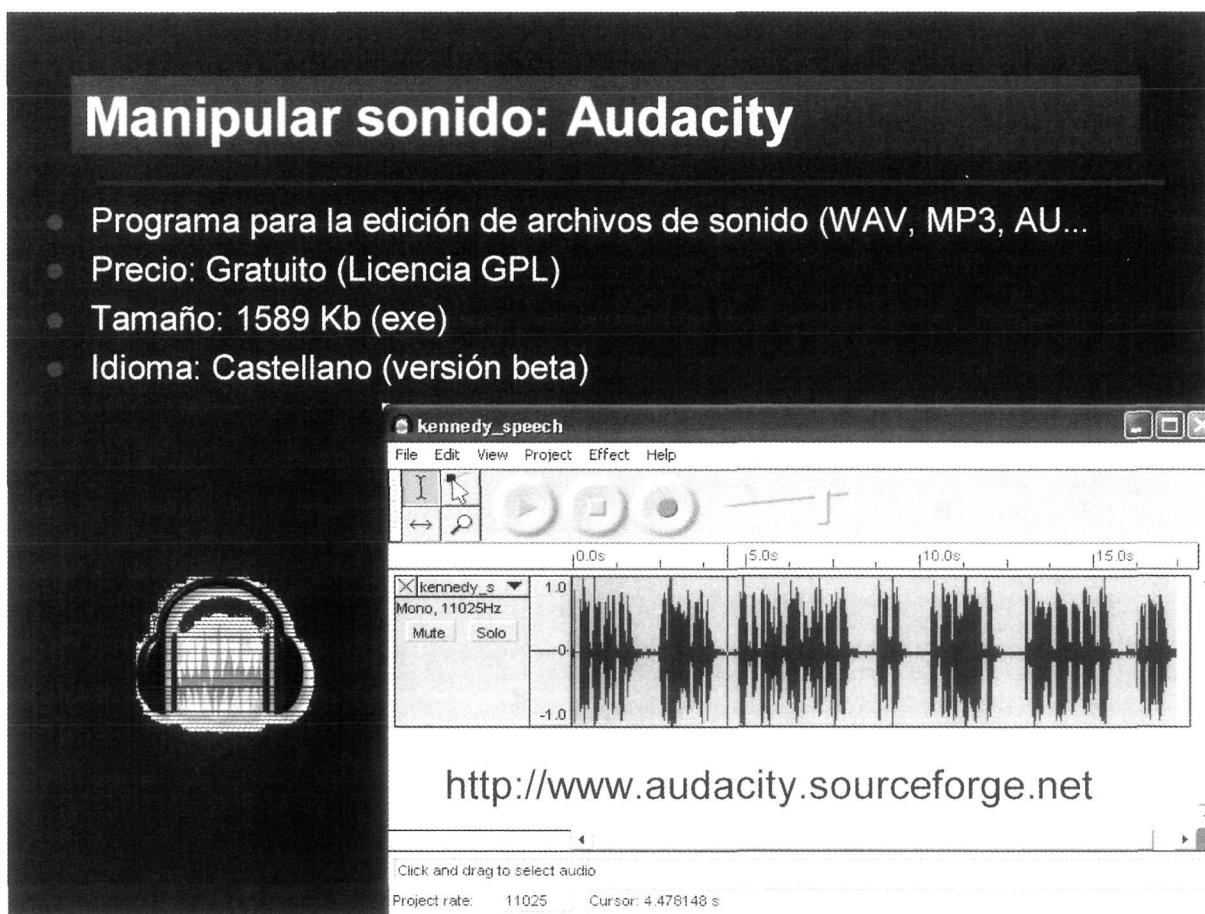 Manipular sonido: Audacity
Programa para la edición de archivos de sonido (WAV, MP3, AU...
Precio: Gratuito (Licencia GPL)
Tamaño: 1589 Kb (exe)
Idioma: Castellano (versión beta)
kennedy_speech
File Edit View Project Effect Help
0.0s 5.0s 10.0s 15.0s
kennedy_s 1.0
Mono, 11025Hz
Mute Solo
0
-1.0
http://www.audacity.sourceforge.net
Click and drag to select audio
Project rate: 11025 Cursor: 4.478148 s